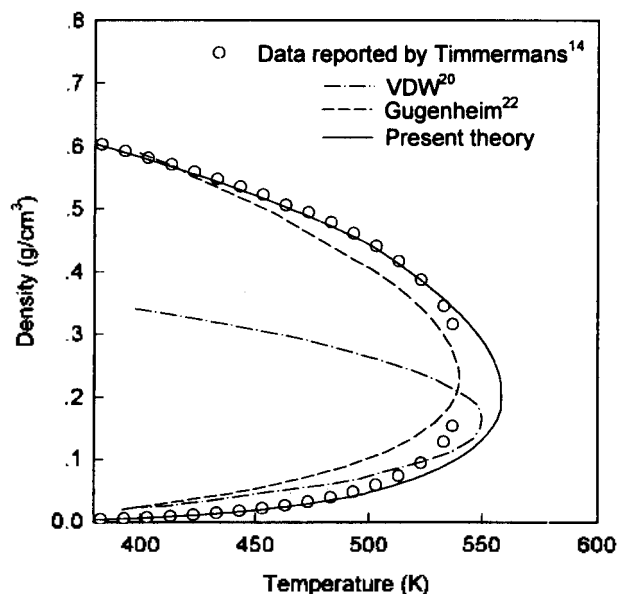 Data reported by Timmermans14
VDW20
Gugenheim22
Present theory
Density (g/cm3)
.8
.7
.6
.5
.4
.3
.2
.1
0.0
400
450
500
550
600
Temperature (K)